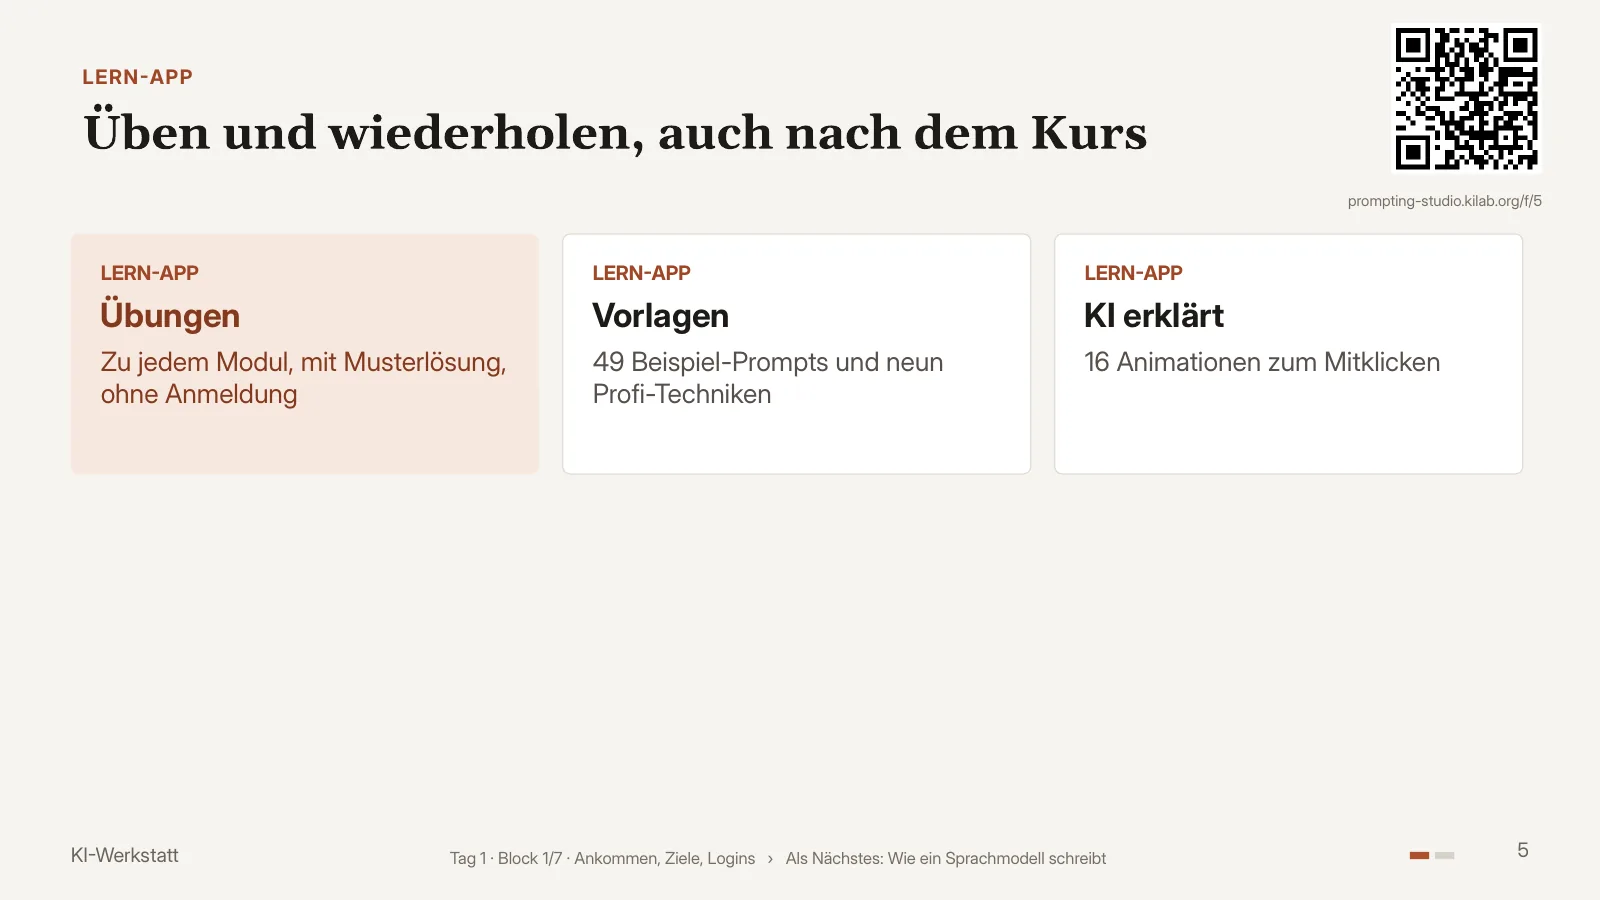 LERN-APP
Üben und wiederholen, auch nach dem Kurs
prompting-studio.kilab.org/f/5
LERN-APP
Übungen
Zu jedem Modul, mit Musterlösung,
ohne Anmeldung
LERN-APP
Vorlagen
49 Beispiel-Prompts und neun
Profi-Techniken
LERN-APP
KI erklärt
16 Animationen zum Mitklicken
KI-Werkstatt
Tag 1 · Block 1/7 · Ankommen, Ziele, Logins › Als Nächstes: Wie ein Sprachmodell schreibt
5